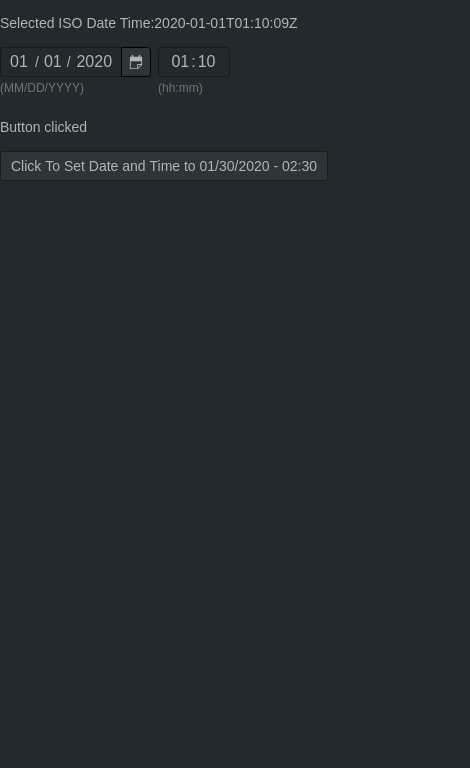 Selected ISO Date Time:2020-01-01T01:10:09Z
01 / 01 / 2020 01:10
(MM/DD/YYYY) (hh:mm)
Button clicked
Click To Set Date and Time to 01/30/2020 - 02:30